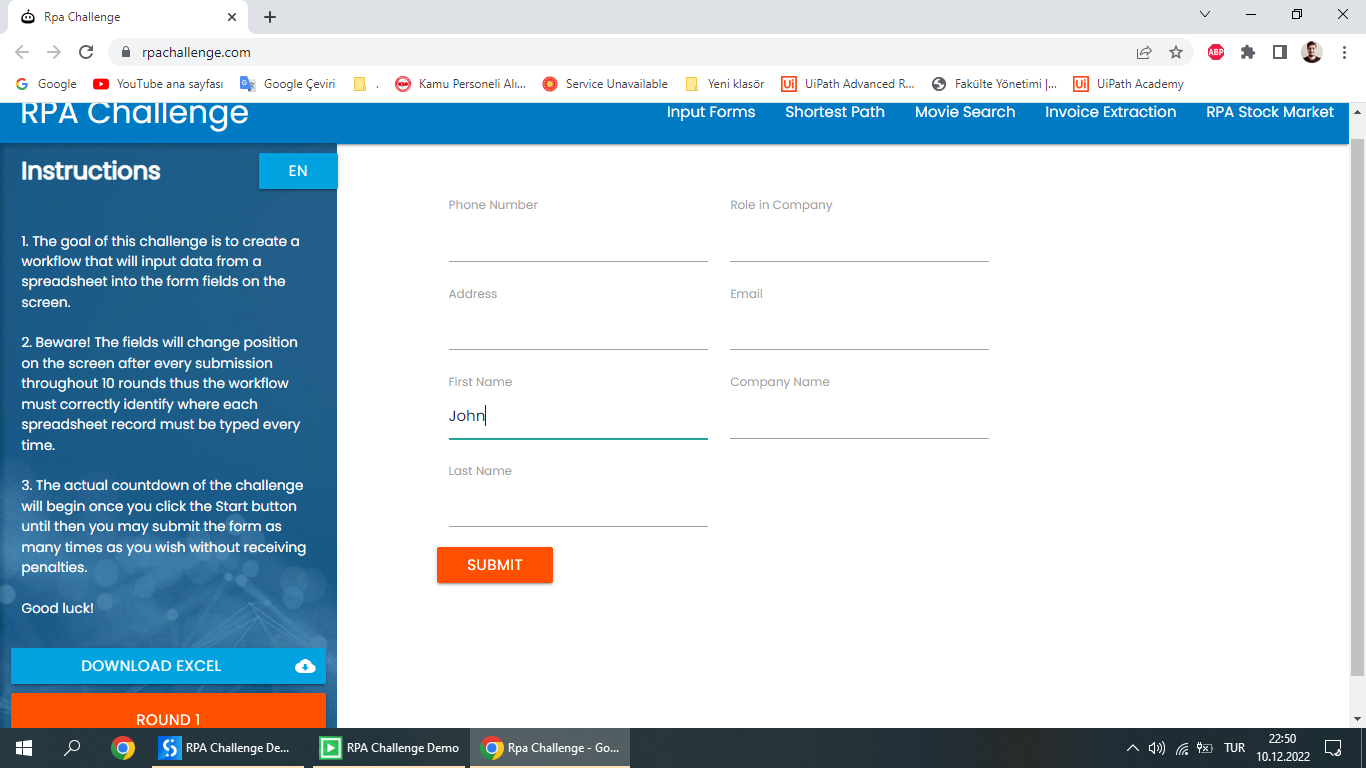 Rpa Challenge
rpachallenge.com
ABP
Google
YouTube ana sayfası
Google Çeviri
.
Kamu Personeli Alı...
Service Unavailable
Yeni klasör
Ui UiPath Advanced R...
Fakülte Yönetimi |...
Ui UiPath Academy
RPA Challenge
Input Forms
Shortest Path
Movie Search
Invoice Extraction
RPA Stock Market
Instructions
EN
1. The goal of this challenge is to create a
workflow that will input data from a
spreadsheet into the form fields on the
screen.
2. Beware! The fields will change position
on the screen after every submission
throughout 10 rounds thus the workflow
must correctly identify where each
spreadsheet record must be typed every
time.
3. The actual countdown of the challenge
will begin once you click the Start button
until then you may submit the form as
many times as you wish without receiving
penalties.
Good luck!
DOWNLOAD EXCEL
ROUND 1
Phone Number
Role in Company
Address
Email
First Name
Company Name
John
Last Name
SUBMIT
RPA Challenge De...
RPA Challenge Demo
Rpa Challenge - Go...
TUR
22:50
10.12.2022